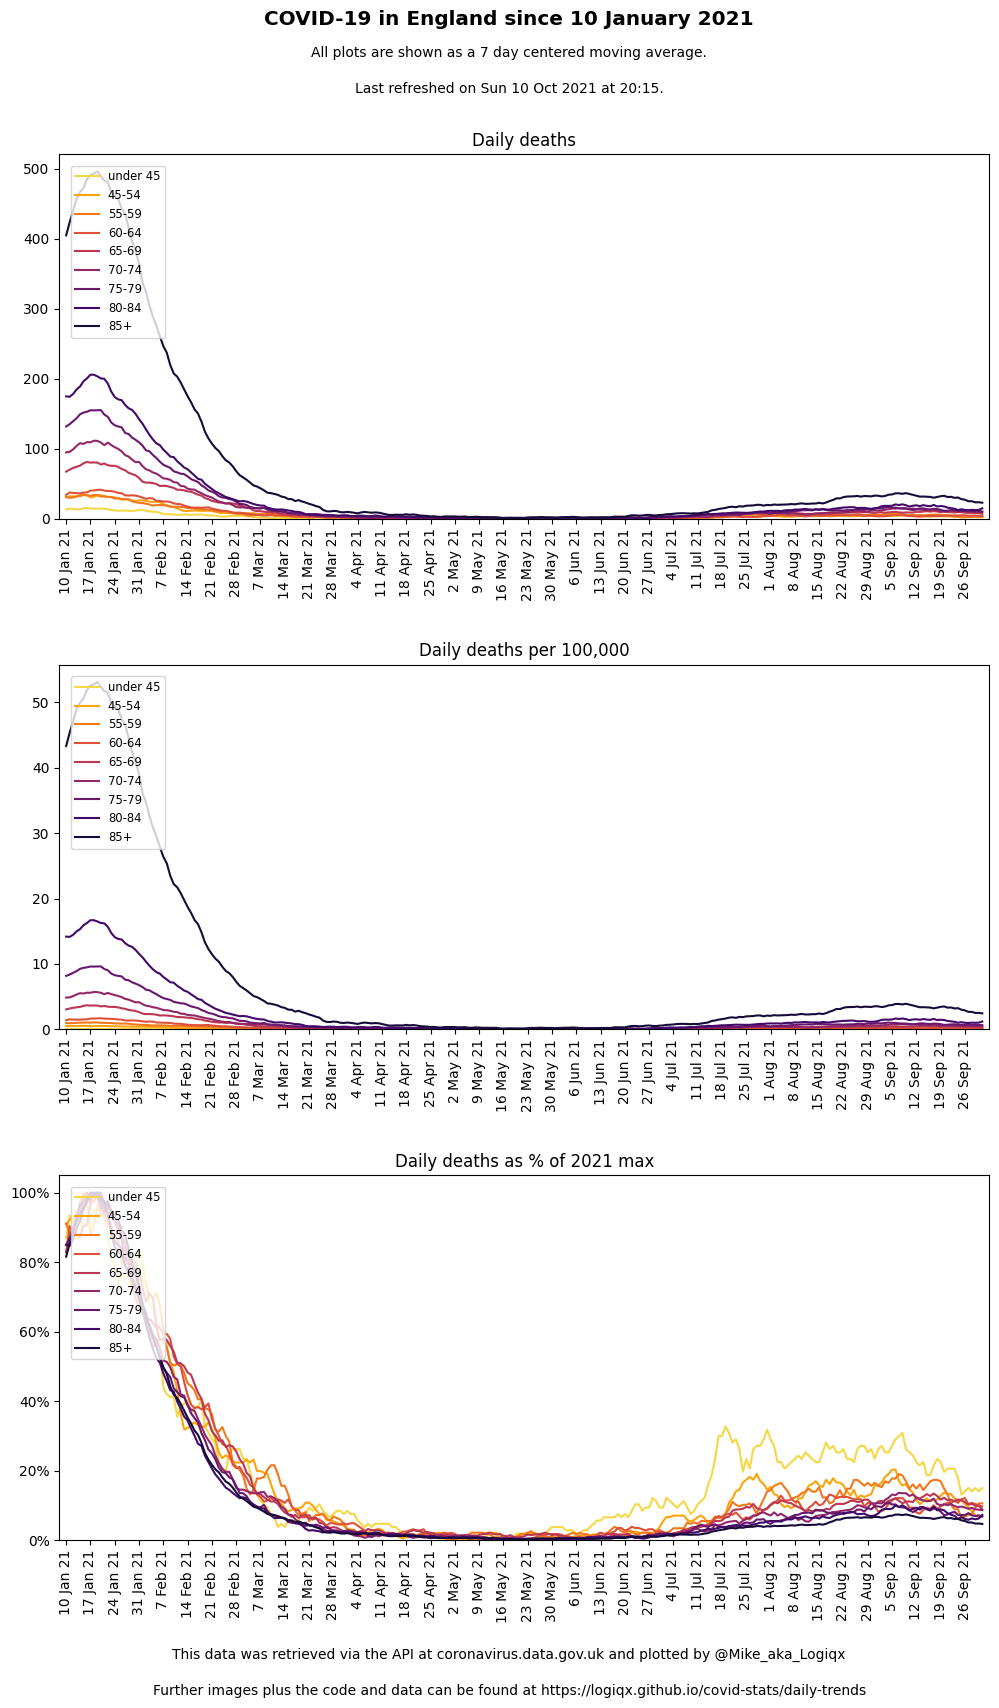 COVID-19 in England since 10 January 2021
All plots are shown as a 7 day centered moving average.
Last refreshed on Sun 10 Oct 2021 at 20:15.
Daily deaths
500
400
300
200
100
0
under 45
45-54
55-59
60-64
65-69
70-74
75-79
80-84
85+
10 Jan 21
17 Jan 21
24 Jan 21
31 Jan 21
7 Feb 21
14 Feb 21
21 Feb 21
28 Feb 21
7 Mar 21
14 Mar 21
21 Mar 21
28 Mar 21
4 Apr 21
11 Apr 21
18 Apr 21
25 Apr 21
2 May 21
9 May 21
16 May 21
23 May 21
30 May 21
6 Jun 21
13 Jun 21
20 Jun 21
27 Jun 21
4 Jul 21
11 Jul 21
18 Jul 21
25 Jul 21
1 Aug 21
8 Aug 21
15 Aug 21
22 Aug 21
29 Aug 21
5 Sep 21
12 Sep 21
19 Sep 21
26 Sep 21
Daily deaths per 100,000
50
40
30
20
10
0
under 45
45-54
55-59
60-64
65-69
70-74
75-79
80-84
85+
10 Jan 21
17 Jan 21
24 Jan 21
31 Jan 21
7 Feb 21
14 Feb 21
21 Feb 21
28 Feb 21
7 Mar 21
14 Mar 21
21 Mar 21
28 Mar 21
4 Apr 21
11 Apr 21
18 Apr 21
25 Apr 21
2 May 21
9 May 21
16 May 21
23 May 21
30 May 21
6 Jun 21
13 Jun 21
20 Jun 21
27 Jun 21
4 Jul 21
11 Jul 21
18 Jul 21
25 Jul 21
1 Aug 21
8 Aug 21
15 Aug 21
22 Aug 21
29 Aug 21
5 Sep 21
12 Sep 21
19 Sep 21
26 Sep 21
Daily deaths as % of 2021 max
100%
80%
60%
40%
20%
0%
under 45
45-54
55-59
60-64
65-69
70-74
75-79
80-84
85+
10 Jan 21
17 Jan 21
24 Jan 21
31 Jan 21
7 Feb 21
14 Feb 21
21 Feb 21
28 Feb 21
7 Mar 21
14 Mar 21
21 Mar 21
28 Mar 21
4 Apr 21
11 Apr 21
18 Apr 21
25 Apr 21
2 May 21
9 May 21
16 May 21
23 May 21
30 May 21
6 Jun 21
13 Jun 21
20 Jun 21
27 Jun 21
4 Jul 21
11 Jul 21
18 Jul 21
25 Jul 21
1 Aug 21
8 Aug 21
15 Aug 21
22 Aug 21
29 Aug 21
5 Sep 21
12 Sep 21
19 Sep 21
26 Sep 21
This data was retrieved via the API at coronavirus.data.gov.uk and plotted by @Mike_aka_Logiqx
Further images plus the code and data can be found at https://logiqx.github.io/covid-stats/daily-trends